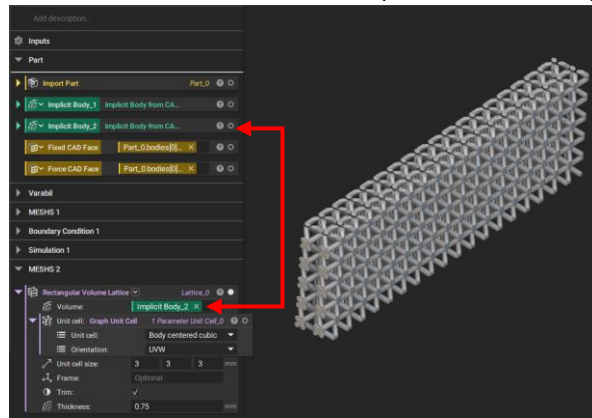 Add description...
Inputs
Part
Import Part Part_0
Implicit Body_1 Implicit Body from CA...
Implicit Body_2 Implicit Body from CA...
Fixed CAD Face Part_0.bodies[0]... ×
Force CAD Face Part_0.bodies[0]... ×
Varabil
MESHS 1
Boundary Condition 1
Simulation 1
MESHS 2
Rectangular Volume Lattice Lattice_0
Volume: Implicit Body_2 ×
Unit cell: Graph Unit Cell 1 Parameter Unit Cell_0
Unit cell: Body centered cubic
Orientation: UVW
Unit cell size: 3 3 3 mm
Frame: Optional
Trim: ✓
Thickness: 0.75 mm